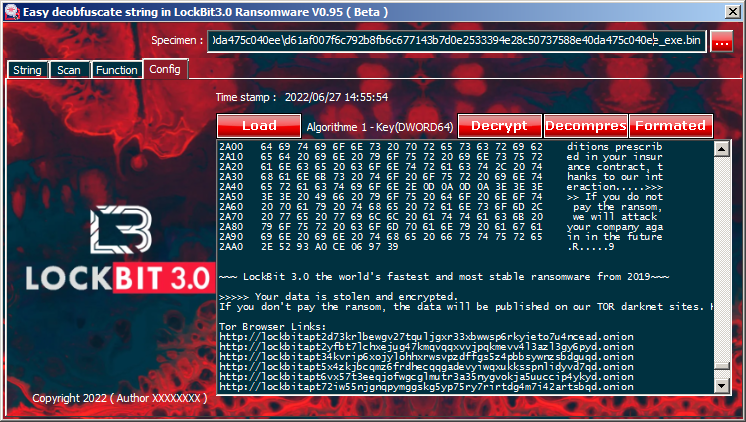 Easy deobfuscate string in LockBit3.0 Ransomware V0.95 ( Beta )
Specimen : 0da475c040ee\d61af007f6c792b8fb6c677143b7d0e2533394e28c50737588e40da475c040ee_exe.bin ...
String Scan Function Config
Time stamp : 2022/06/27 14:55:54
Load Algorithme 1 - Key(DWORD64) Decrypt Decompres Formated
2A00 64 69 74 69 6F 6E 73 20 70 72 65 73 63 72 69 62 ditions prescrib
2A10 65 64 20 69 6E 20 79 6F 75 72 20 69 6E 73 75 72 ed in your insur
2A20 61 6E 63 65 20 63 6F 6E 74 72 61 63 74 2C 20 74 ance contract, t
2A30 68 61 6E 6B 73 20 74 6F 20 6F 75 72 20 69 6E 74 hanks to our int
2A40 65 72 61 63 74 69 6F 6E 2E 0D 0A 0D 0A 3E 3E 3E eraction.....>>>
2A50 3E 3E 20 49 66 20 79 6F 75 20 64 6F 20 6E 6F 74 >> If you do not
2A60 20 70 61 79 20 74 68 65 20 72 61 6E 73 6F 6D 2C  pay the ransom,
2A70 20 77 65 20 77 69 6C 6C 20 61 74 74 61 63 6B 20  we will attack
2A80 79 6F 75 72 20 63 6F 6D 70 61 6E 79 20 61 67 61 your company aga
2A90 69 6E 20 69 6E 20 74 68 65 20 66 75 74 75 72 65 in in the future
2AA0 2E 52 93 A0 CE 06 97 39 .R.....9
~~~ LockBit 3.0 the world's fastest and most stable ransomware from 2019~~~
>>>>> Your data is stolen and encrypted.
If you don't pay the ransom, the data will be published on our TOR darknet sites.
Tor Browser Links:
http://lockbitapt2d73krlbewgv27tquljgxr33xbwwsp6rkyieto7u4ncead.onion
http://lockbitapt2yfbt7lchxejug47kmqvqqxvvjpqkmevv4l3azl3gy6pyd.onion
http://lockbitapt34kvrip6xojylohhxrwsvpzdffgs5z4pbbsywnzsbdguqd.onion
http://lockbitapt5x4zkjbcqmz6frdhecqqgadevyiwqxukksspnlidyvd7qd.onion
http://lockbitapt6vx57t3eeqjofwgcglmutr3a35nygvokja5uuccip4ykyd.onion
http://lockbitapt72iw55njgnqpymggskg5yp75ry7rirtdg4m7i42artsbqd.onion
LOCKBIT 3.0
Copyright 2022 ( Author XXXXXXXX )